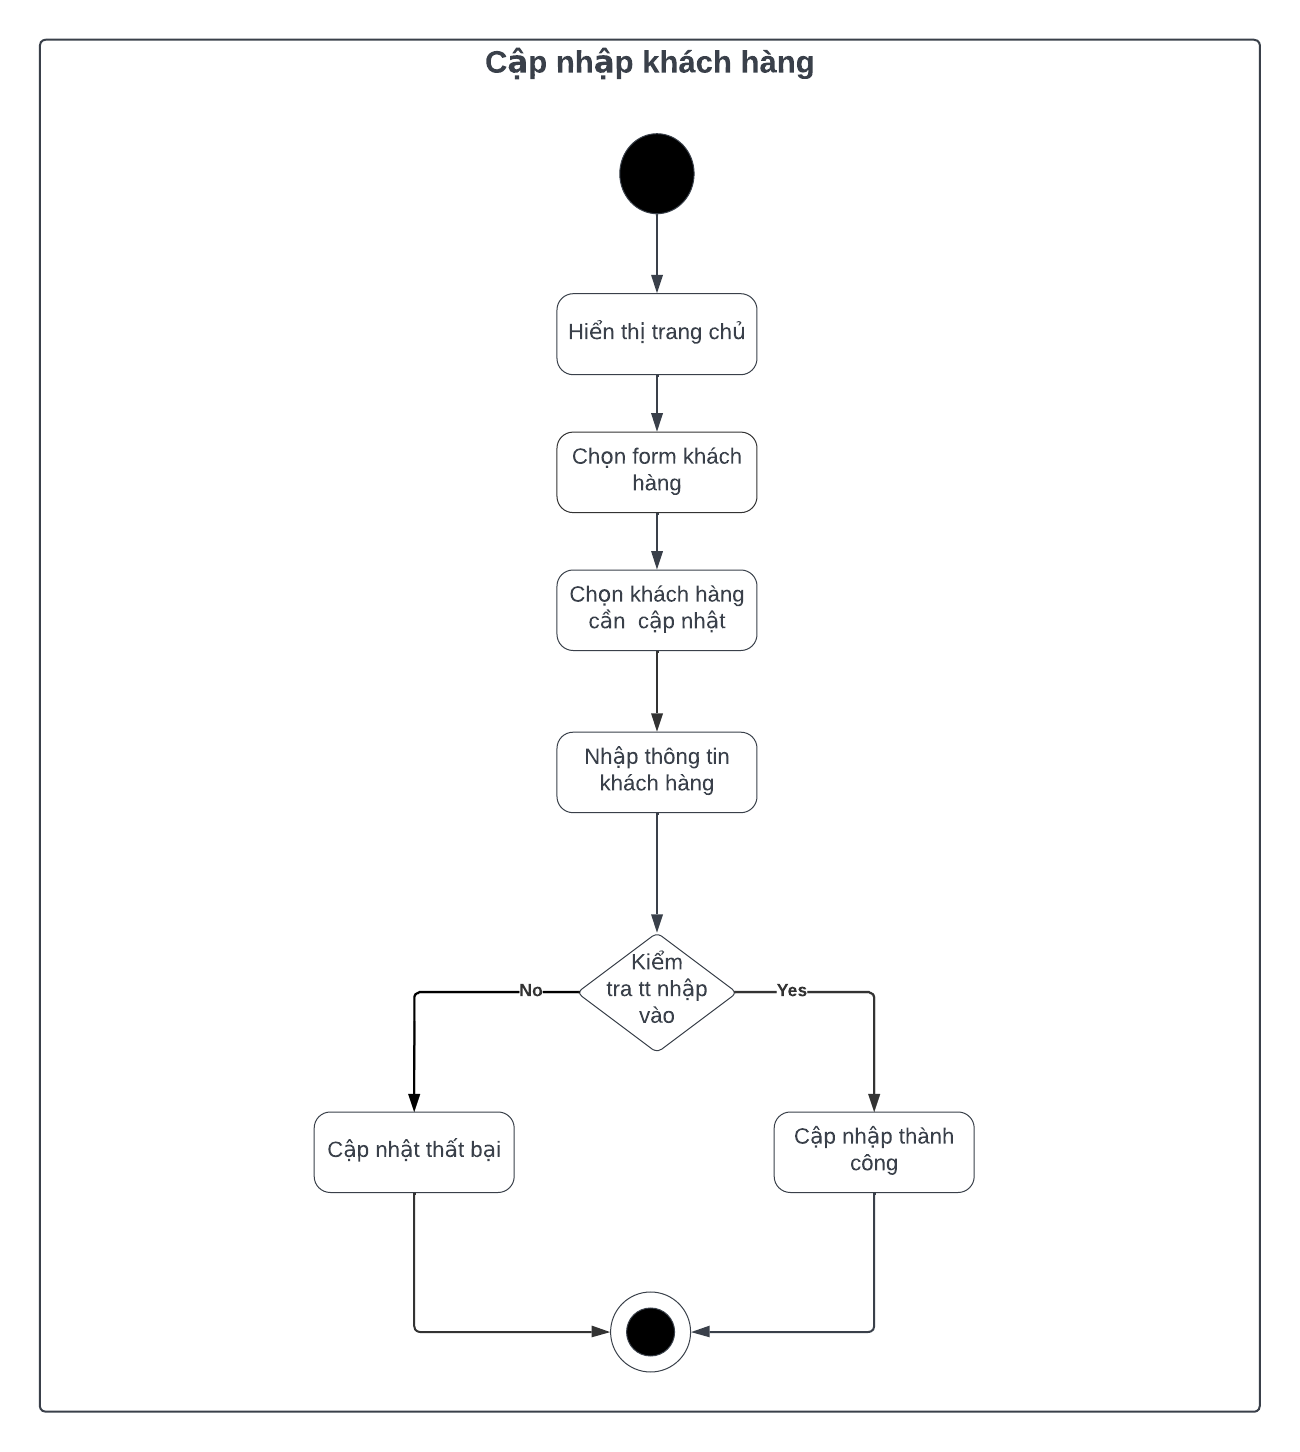 Cập nhập khách hàng
Hiển thị trang chủ
Chọn form khách
hàng
Chọn khách hàng
cần  cập nhật
Nhập thông tin
khách hàng
Kiểm
tra tt nhập
vào
No
Yes
Cập nhật thất bại
Cập nhập thành
công